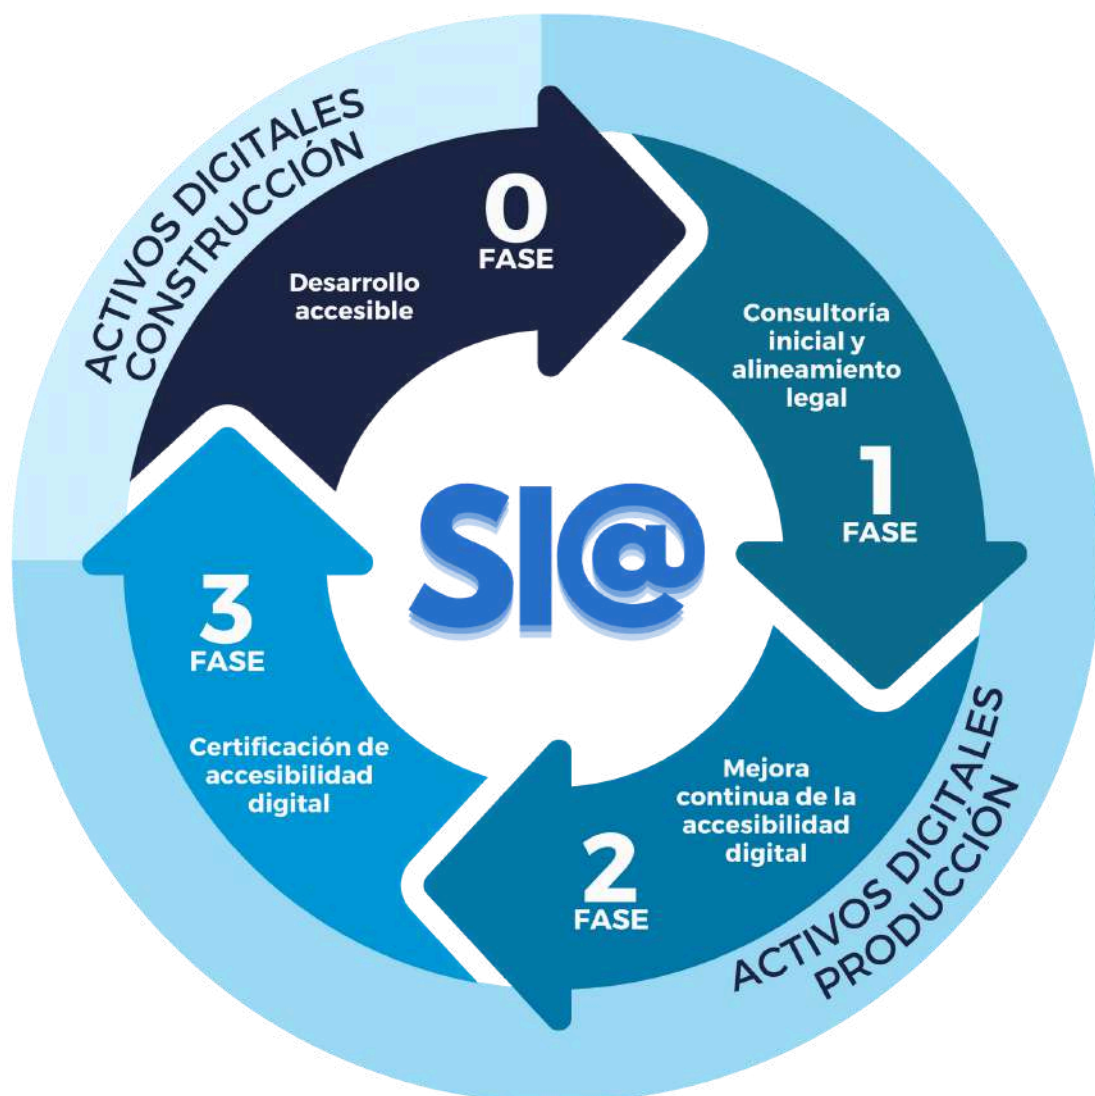 ACTIVOS DIGITALES
CONSTRUCCIÓN
0
FASE
Desarrollo
accesible
Consultoría
inicial y
alineamiento
legal
1
FASE
SI@
3
FASE
Certificación de
accesibilidad
digital
Mejora
continua de la
accesibilidad
digital
2
FASE
ACTIVOS DIGITALES
PRODUCCIÓN